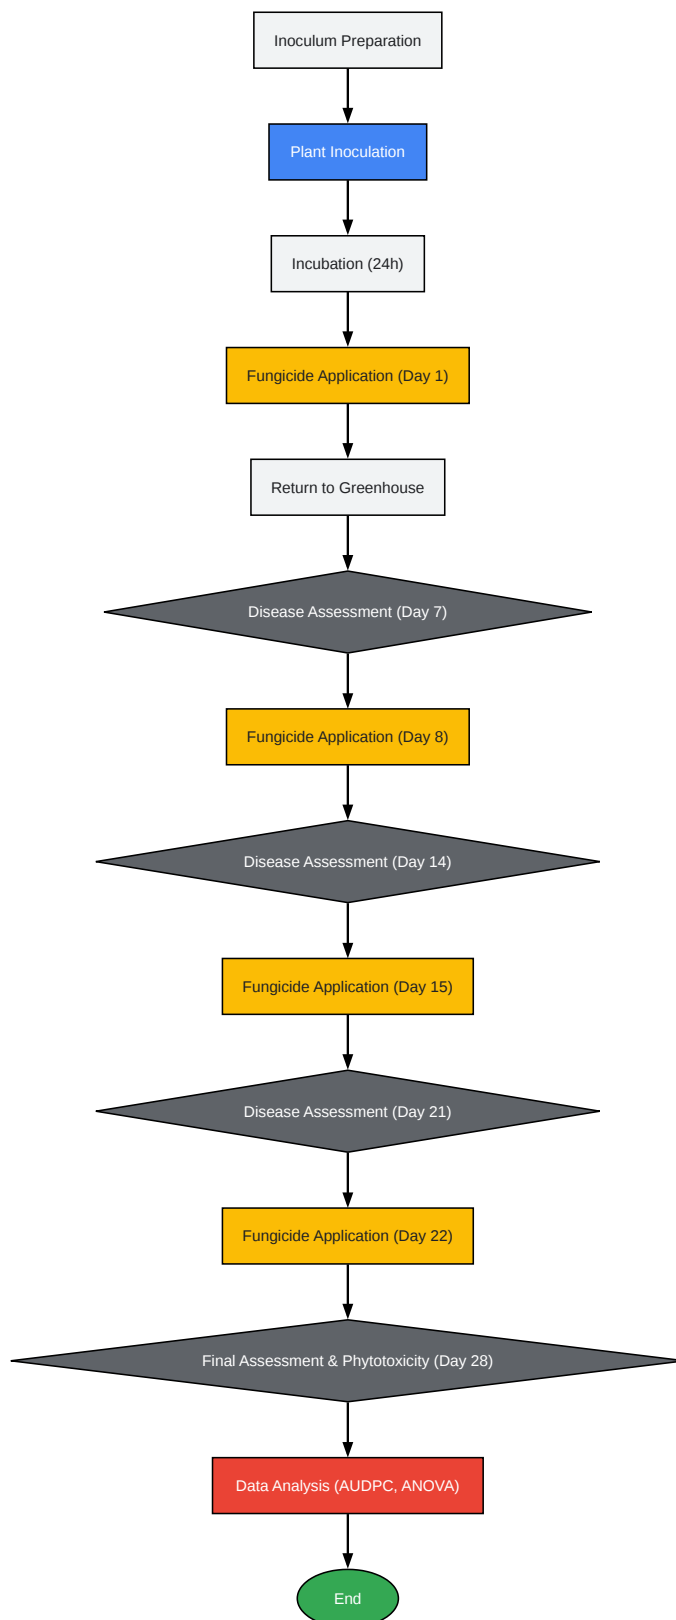 Inoculum Preparation
Plant Inoculation
Incubation (24h)
Fungicide Application (Day 1)
Return to Greenhouse
Disease Assessment (Day 7)
Fungicide Application (Day 8)
Disease Assessment (Day 14)
Fungicide Application (Day 15)
Disease Assessment (Day 21)
Fungicide Application (Day 22)
Final Assessment & Phytotoxicity (Day 28)
Data Analysis (AUDPC, ANOVA)
End